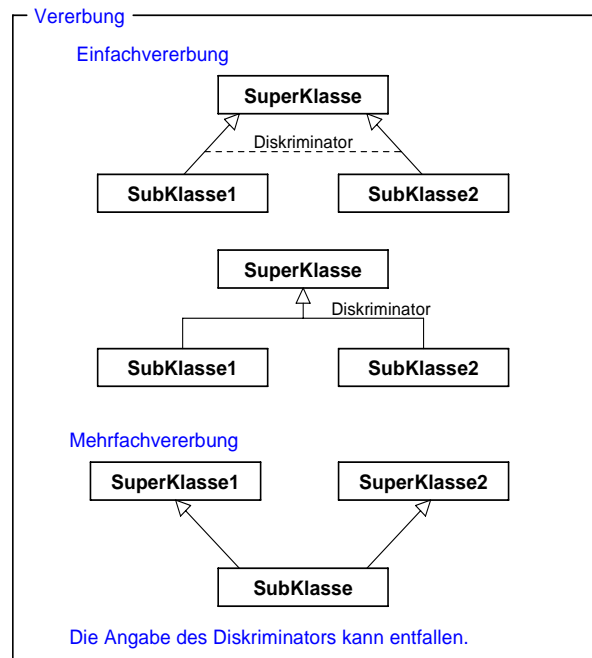 Vererbung
Einfachvererbung
SuperKlasse
Diskriminator
SubKlasse1 SubKlasse2
SuperKlasse
Diskriminator
SubKlasse1 SubKlasse2
Mehrfachvererbung
SuperKlasse1 SuperKlasse2
SubKlasse
Die Angabe des Diskriminators kann entfallen.